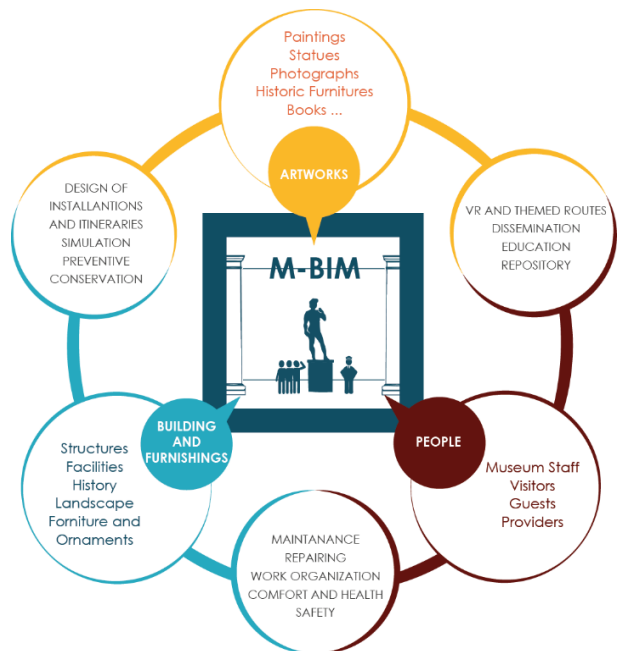 Paintings
Statues
Photographs
Historic Furnitures
Books ...
ARTWORKS
DESIGN OF
INSTALLANTIONS
AND ITINERARIES
SIMULATION
PREVENTIVE
CONSERVATION
VR AND THEMED ROUTES
DISSEMINATION
EDUCATION
REPOSITORY
M-BIM
BUILDING
AND
FURNISHINGS
Structures
Facilities
History
Landscape
Forniture and
Ornaments
PEOPLE
Museum Staff
Visitors
Guests
Providers
MAINTANANCE
REPAIRING
WORK ORGANIZATION
COMFORT AND HEALTH
SAFETY